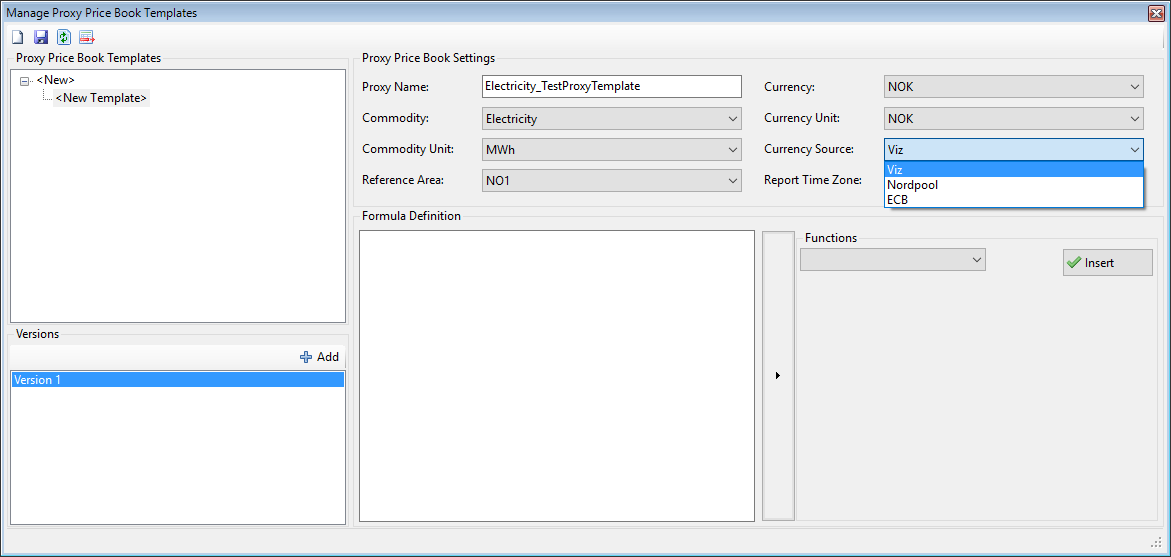 Manage Proxy Price Book Templates
Proxy Price Book Templates
<New>
<New Template>
Versions
Add
Version 1
Proxy Price Book Settings
Proxy Name: Electricity_TestProxyTemplate
Commodity: Electricity
Commodity Unit: MWh
Reference Area: NO1
Currency: NOK
Currency Unit: NOK
Currency Source: Viz
Viz
Nordpool
ECB
Report Time Zone:
Formula Definition
Functions
Insert